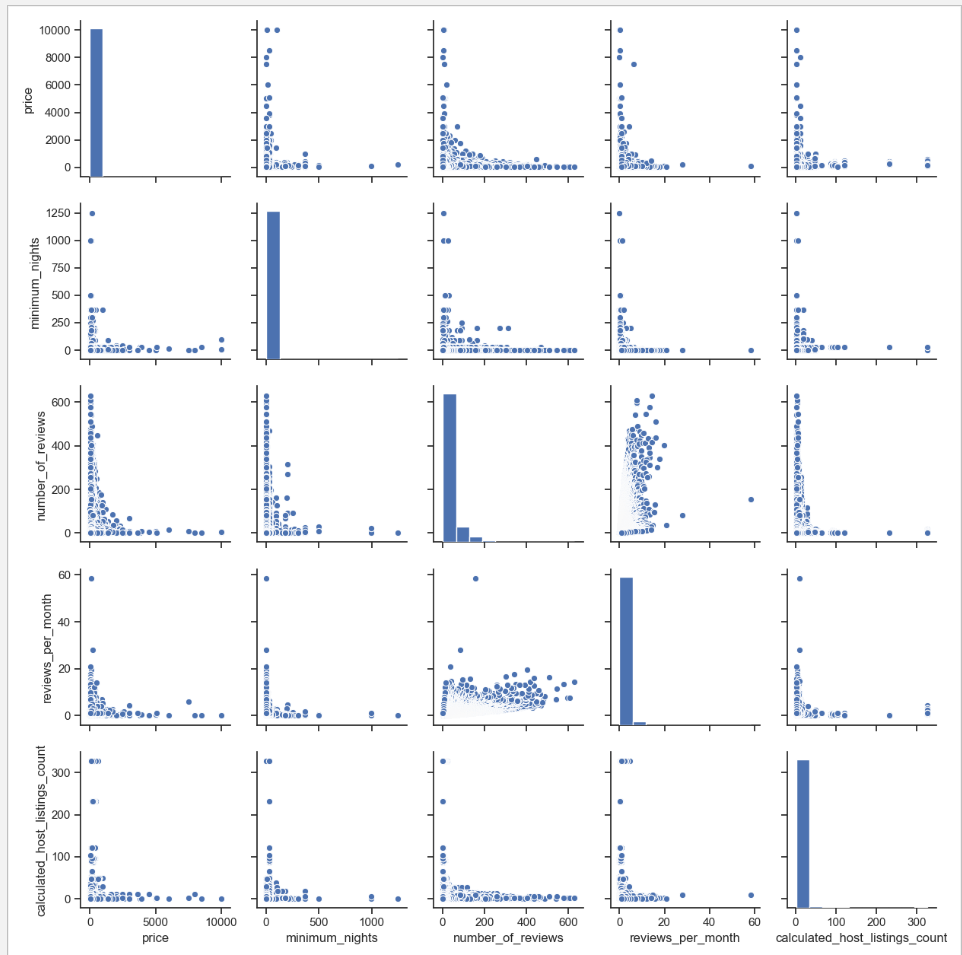 10000
8000
6000
4000
2000
0
price
1250
1000
750
500
250
0
minimum_nights
600
400
200
0
number_of_reviews
60
40
20
0
reviews_per_month
300
200
100
0
calculated_host_listings_count
0 5000 10000
price
0 500 1000
minimum_nights
0 200 400 600
number_of_reviews
0 20 40 60
reviews_per_month
0 100 200 300
calculated_host_listings_count